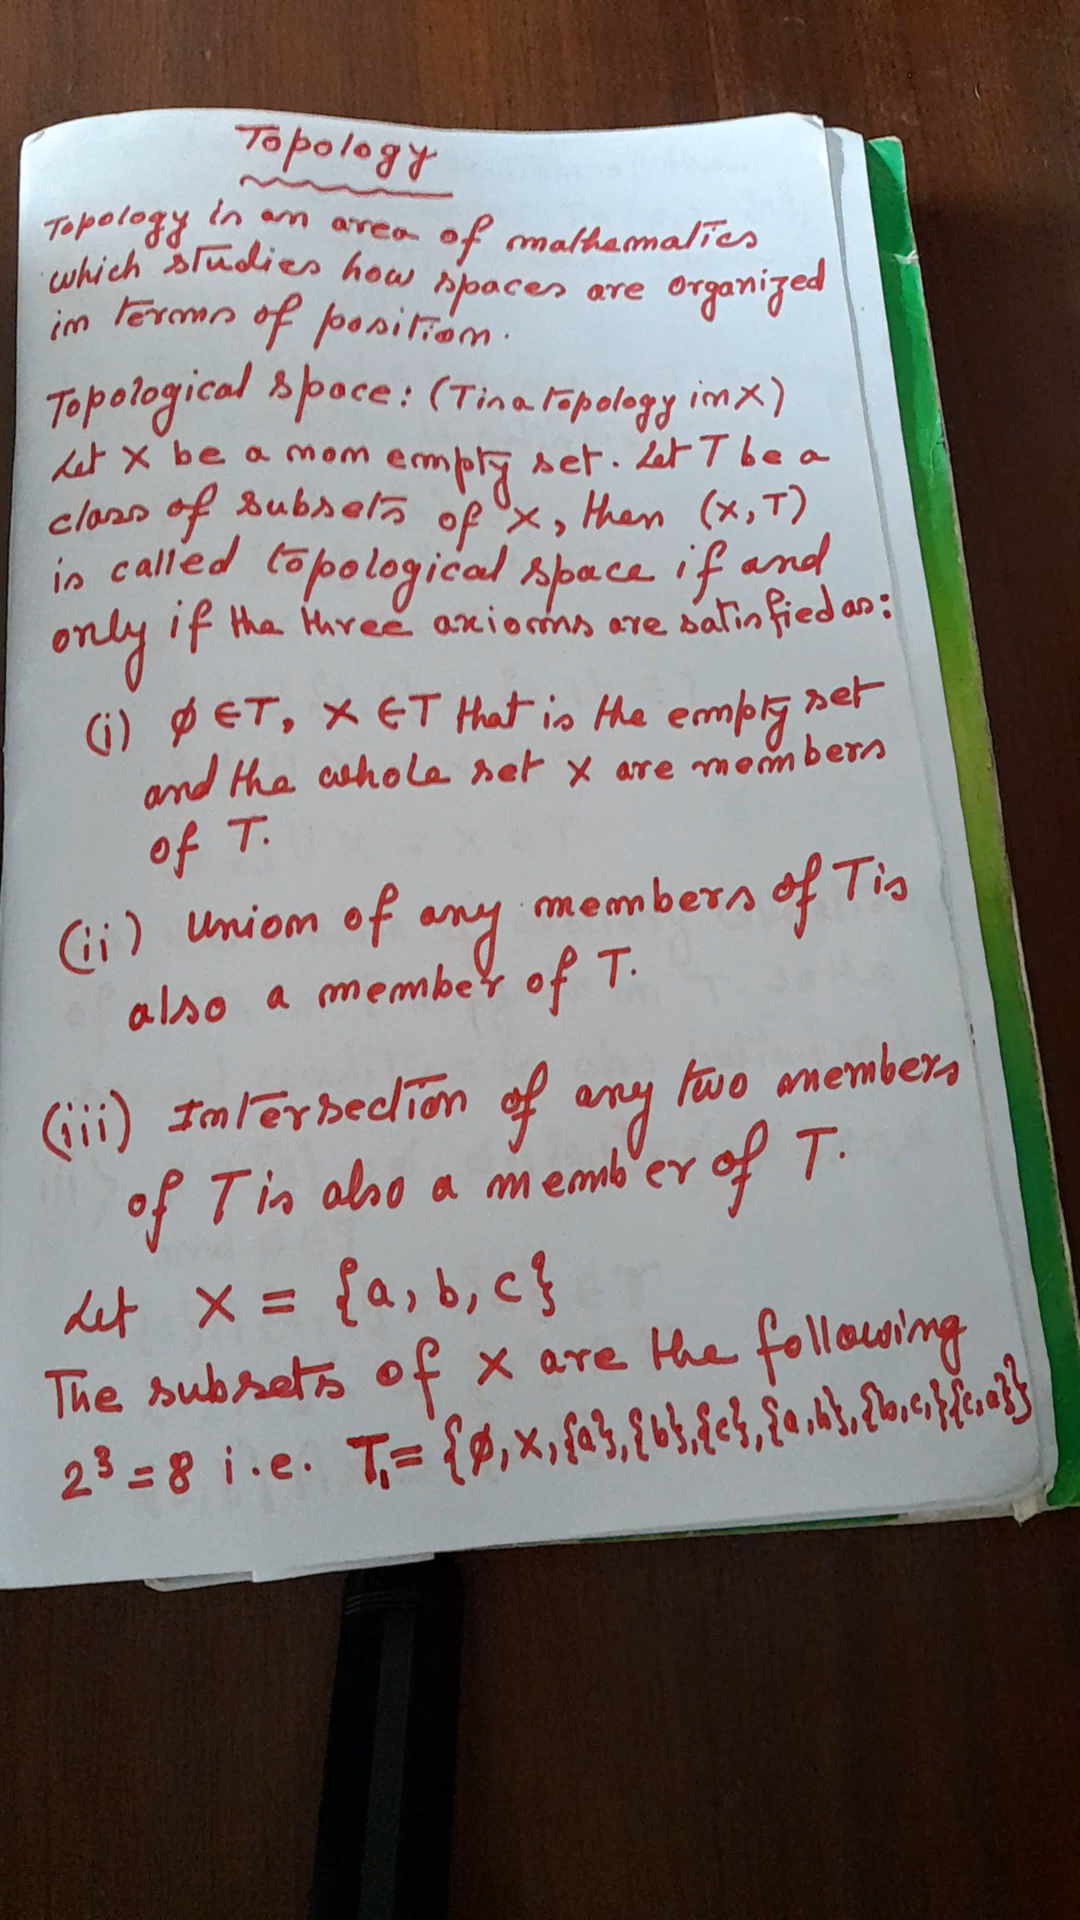 Topology
Topology is an area of mathematics
which studies how spaces are organized
in terms of position.
Topological space: (T is a topology in X)
Let X be a non empty set. Let T be a
class of subsets of X, then (X, T)
is called topological space if and
only if the three axioms are satisfied as:
(i) ϕ ∈ T, X ∈ T that is the empty set
and the whole set X are members
of T.
(ii) Union of any members of T is
also a member of T.
(iii) Intersection of any two members
of T is also a member of T.
Let X = {a, b, c}
The subsets of X are the following
2³ = 8 i.e. T₁ = {ϕ, X, {a}, {b}, {c}, {a, b}, {b, c,} {c, a}}